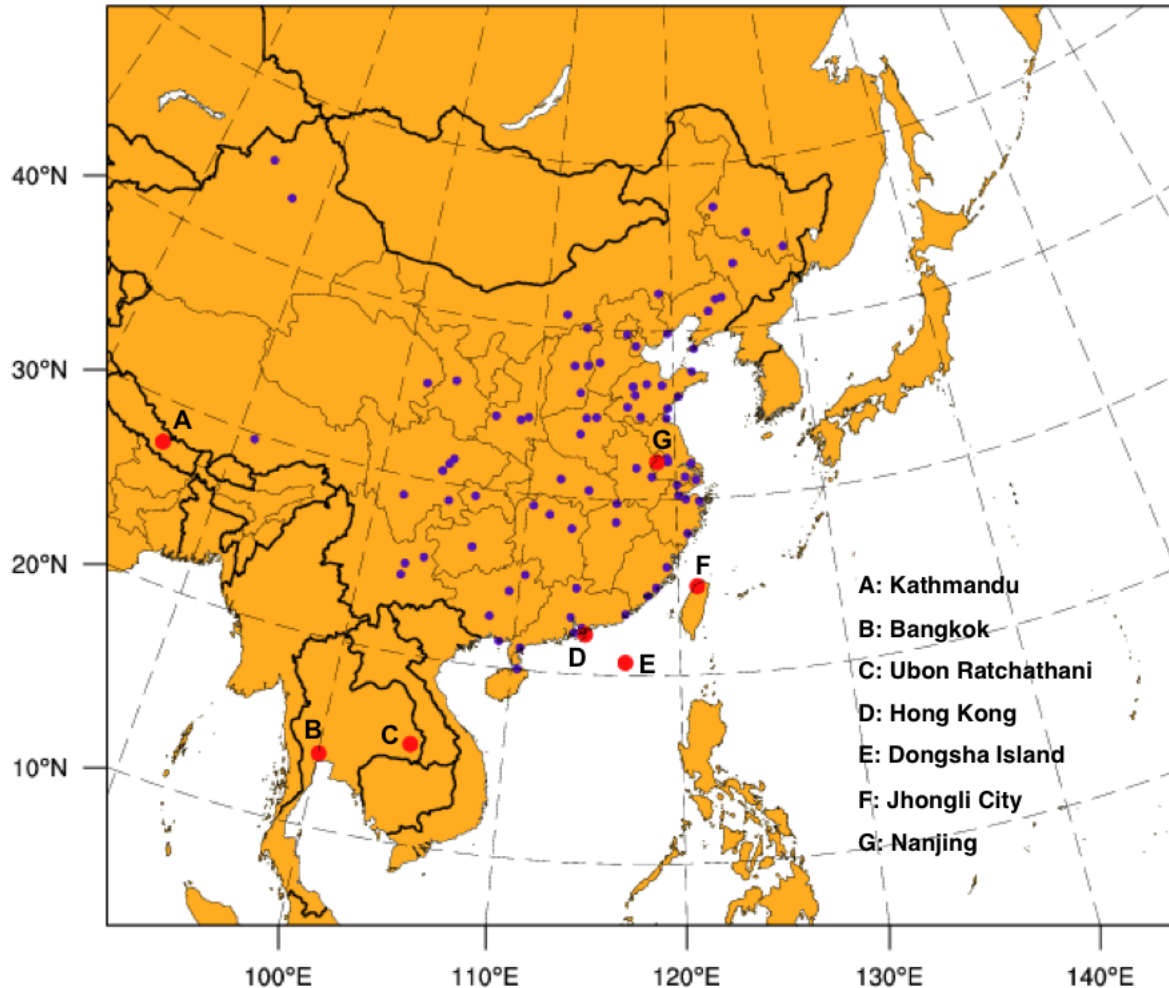 40°N
30°N
20°N
10°N
A
G
F
D
E
B
C
A: Kathmandu
B: Bangkok
C: Ubon Ratchathani
D: Hong Kong
E: Dongsha Island
F: Jhongli City
G: Nanjing
100°E 110°E 120°E 130°E 140°E